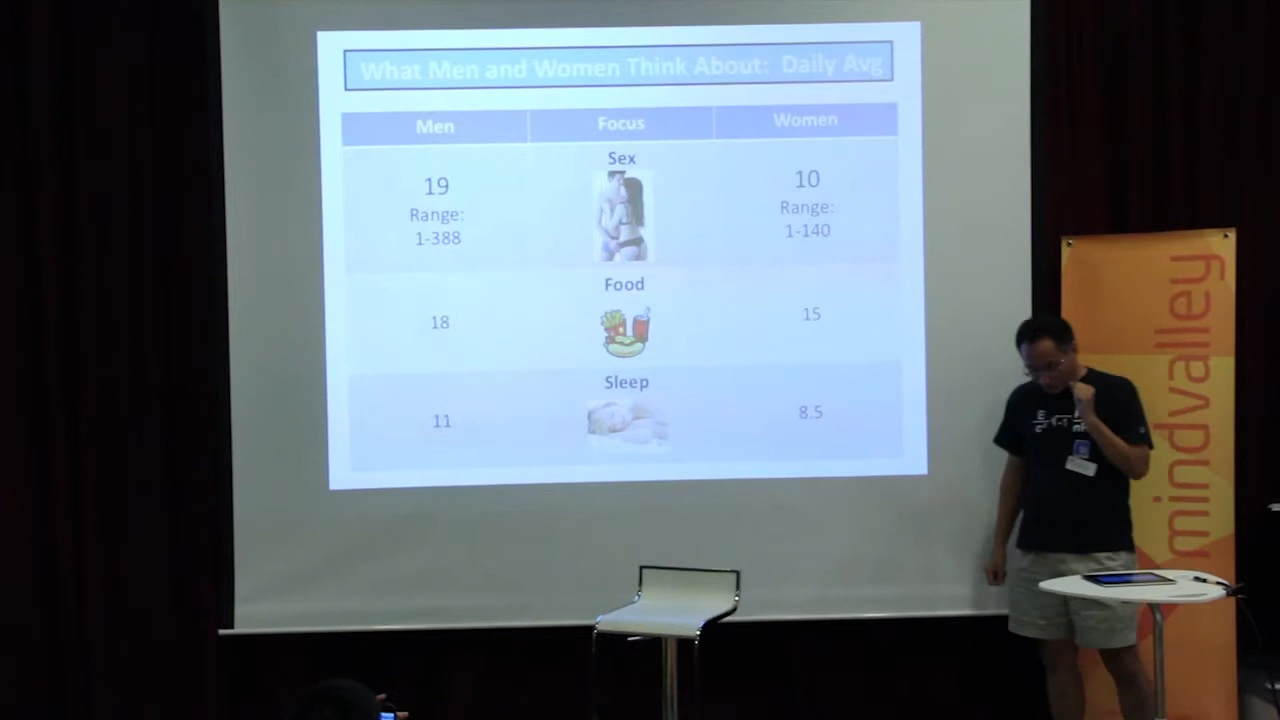 What Men and Women Think About: Daily Avg
Men Focus Women
Sex
19 10
Range: Range:
1-388 1-140
Food
18 15
Sleep
11 8.5
mindvalley